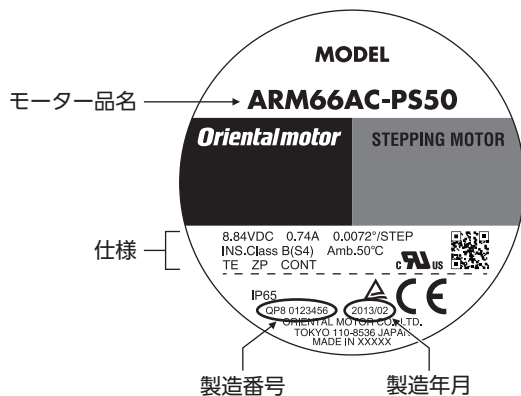 MODEL
モーター品名
ARM66AC-PS50
Orientalmotor
STEPPING MOTOR
仕様
8.84VDC 0.74A 0.0072°/STEP
INS.Class B(S4) Amb.50℃
TE ZP CONT
c RU US
IP65
CE
QP8 0123456
2013/02
ORIENTAL MOTOR CO.,LTD.
TOKYO 110-8536 JAPAN
MADE IN XXXXX
製造番号
製造年月